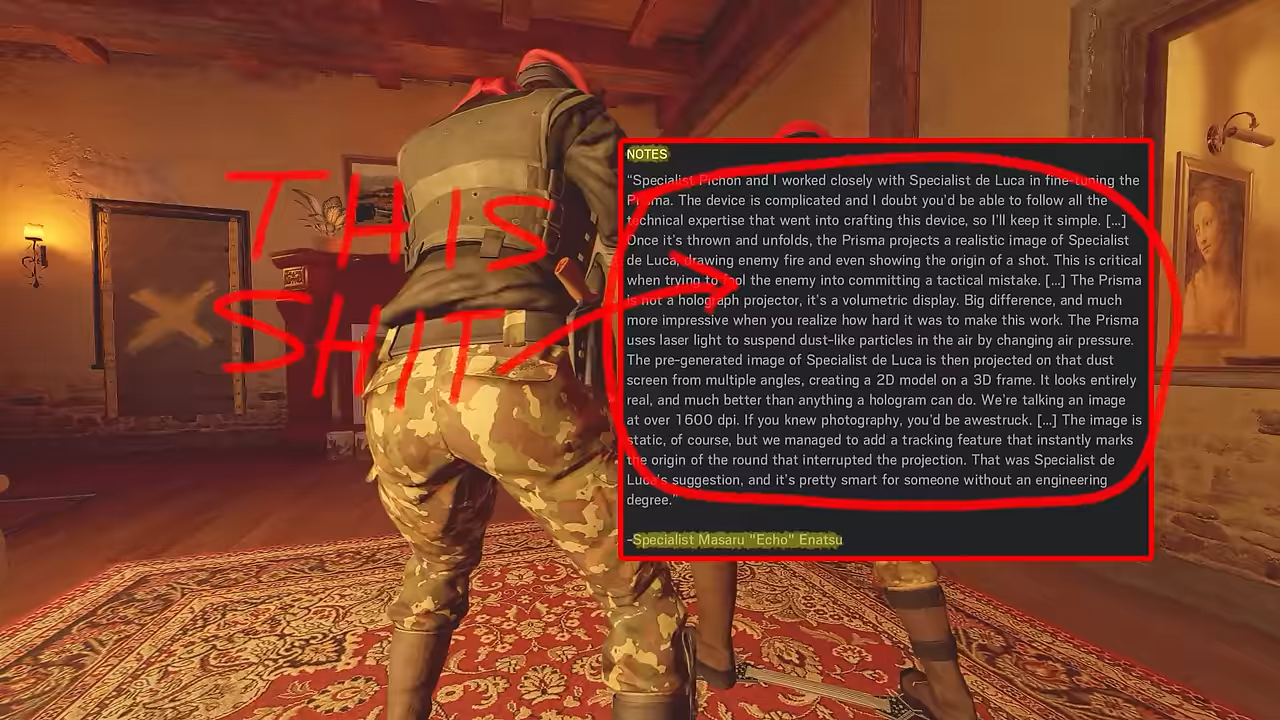 THIS
SHIT
NOTES
“Specialist Pichon and I worked closely with Specialist de Luca in fine-tuning the
Prisma. The device is complicated and I doubt you'd be able to follow all the
technical expertise that went into crafting this device, so I'll keep it simple. [...]
Once it's thrown and unfolds, the Prisma projects a realistic image of Specialist
de Luca, drawing enemy fire and even showing the origin of a shot. This is critical
when trying to fool the enemy into committing a tactical mistake. [...] The Prisma
is not a holograph projector, it's a volumetric display. Big difference, and much
more impressive when you realize how hard it was to make this work. The Prisma
uses laser light to suspend dust-like particles in the air by changing air pressure.
The pre-generated image of Specialist de Luca is then projected on that dust
screen from multiple angles, creating a 2D model on a 3D frame. It looks entirely
real, and much better than anything a hologram can do. We're talking an image
at over 1600 dpi. If you knew photography, you'd be awestruck. [...] The image is
static, of course, but we managed to add a tracking feature that instantly marks
the origin of the round that interrupted the projection. That was Specialist de
Luca's suggestion, and it's pretty smart for someone without an engineering
degree.”
-Specialist Masaru "Echo" Enatsu